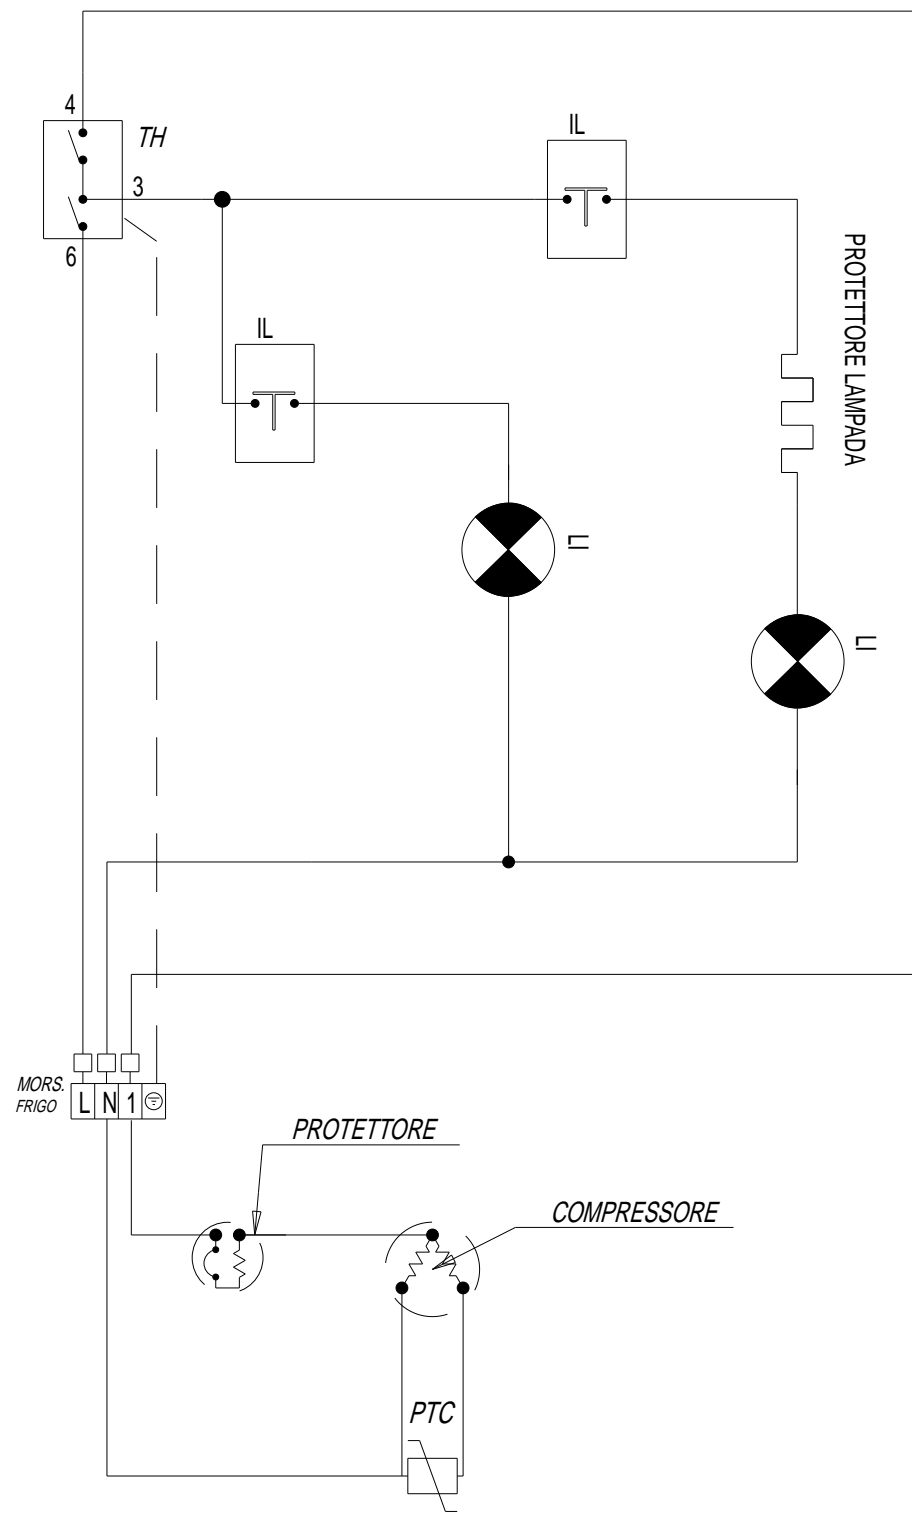 4
TH
IL
3
6
PROTETTORE LAMPADA
IL
LI
LI
MORS.
FRIGO
L N 1
PROTETTORE
COMPRESSORE
PTC